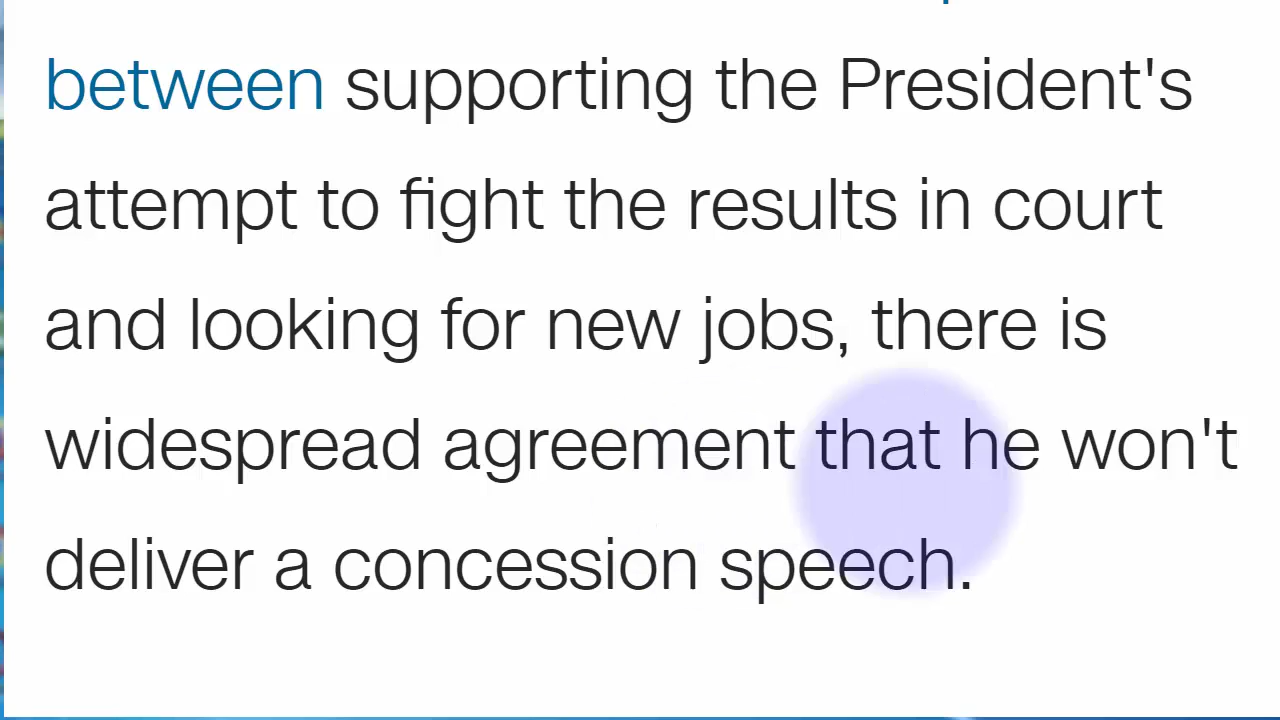 between supporting the President's
attempt to fight the results in court
and looking for new jobs, there is
widespread agreement that he won't
deliver a concession speech.